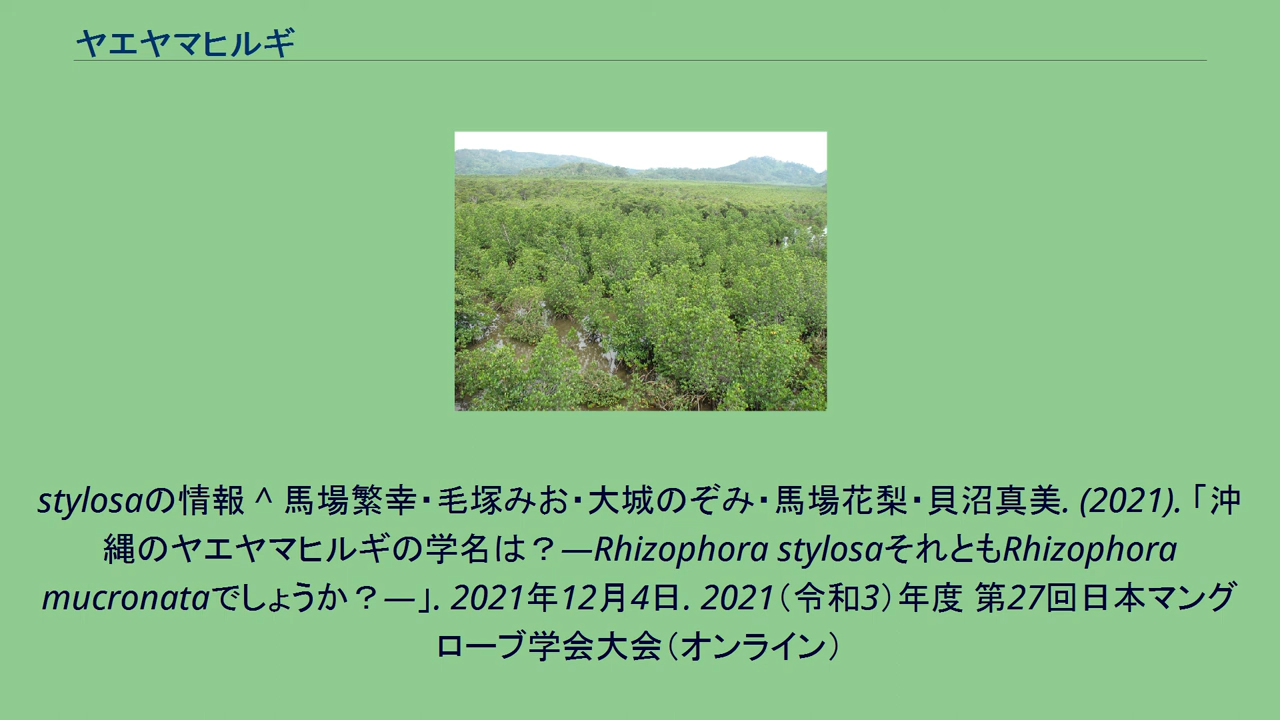 ヤエヤマヒルギ
stylosaの情報 ^ 馬場繁幸・毛塚みお・大城のぞみ・馬場花梨・貝沼真美. (2021). 「沖
縄のヤエヤマヒルギの学名は？—Rhizophora stylosaそれともRhizophora
mucronataでしょうか？—」. 2021年12月4日. 2021（令和3）年度 第27回日本マング
ローブ学会大会（オンライン）